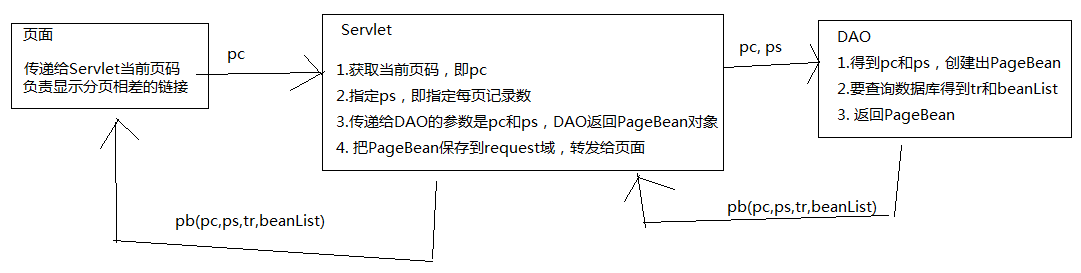 页面
传递给Servlet当前页码
负责显示分页相差的链接
pc
Servlet
1.获取当前页码，即pc
2.指定ps，即指定每页记录数
3.传递给DAO的参数是pc和ps，DAO返回PageBean对象
4. 把PageBean保存到request域，转发给页面
pc, ps
DAO
1.得到pc和ps，创建出PageBean
2.要查询数据库得到tr和beanList
3. 返回PageBean
pb(pc,ps,tr,beanList)
pb(pc,ps,tr,beanList)